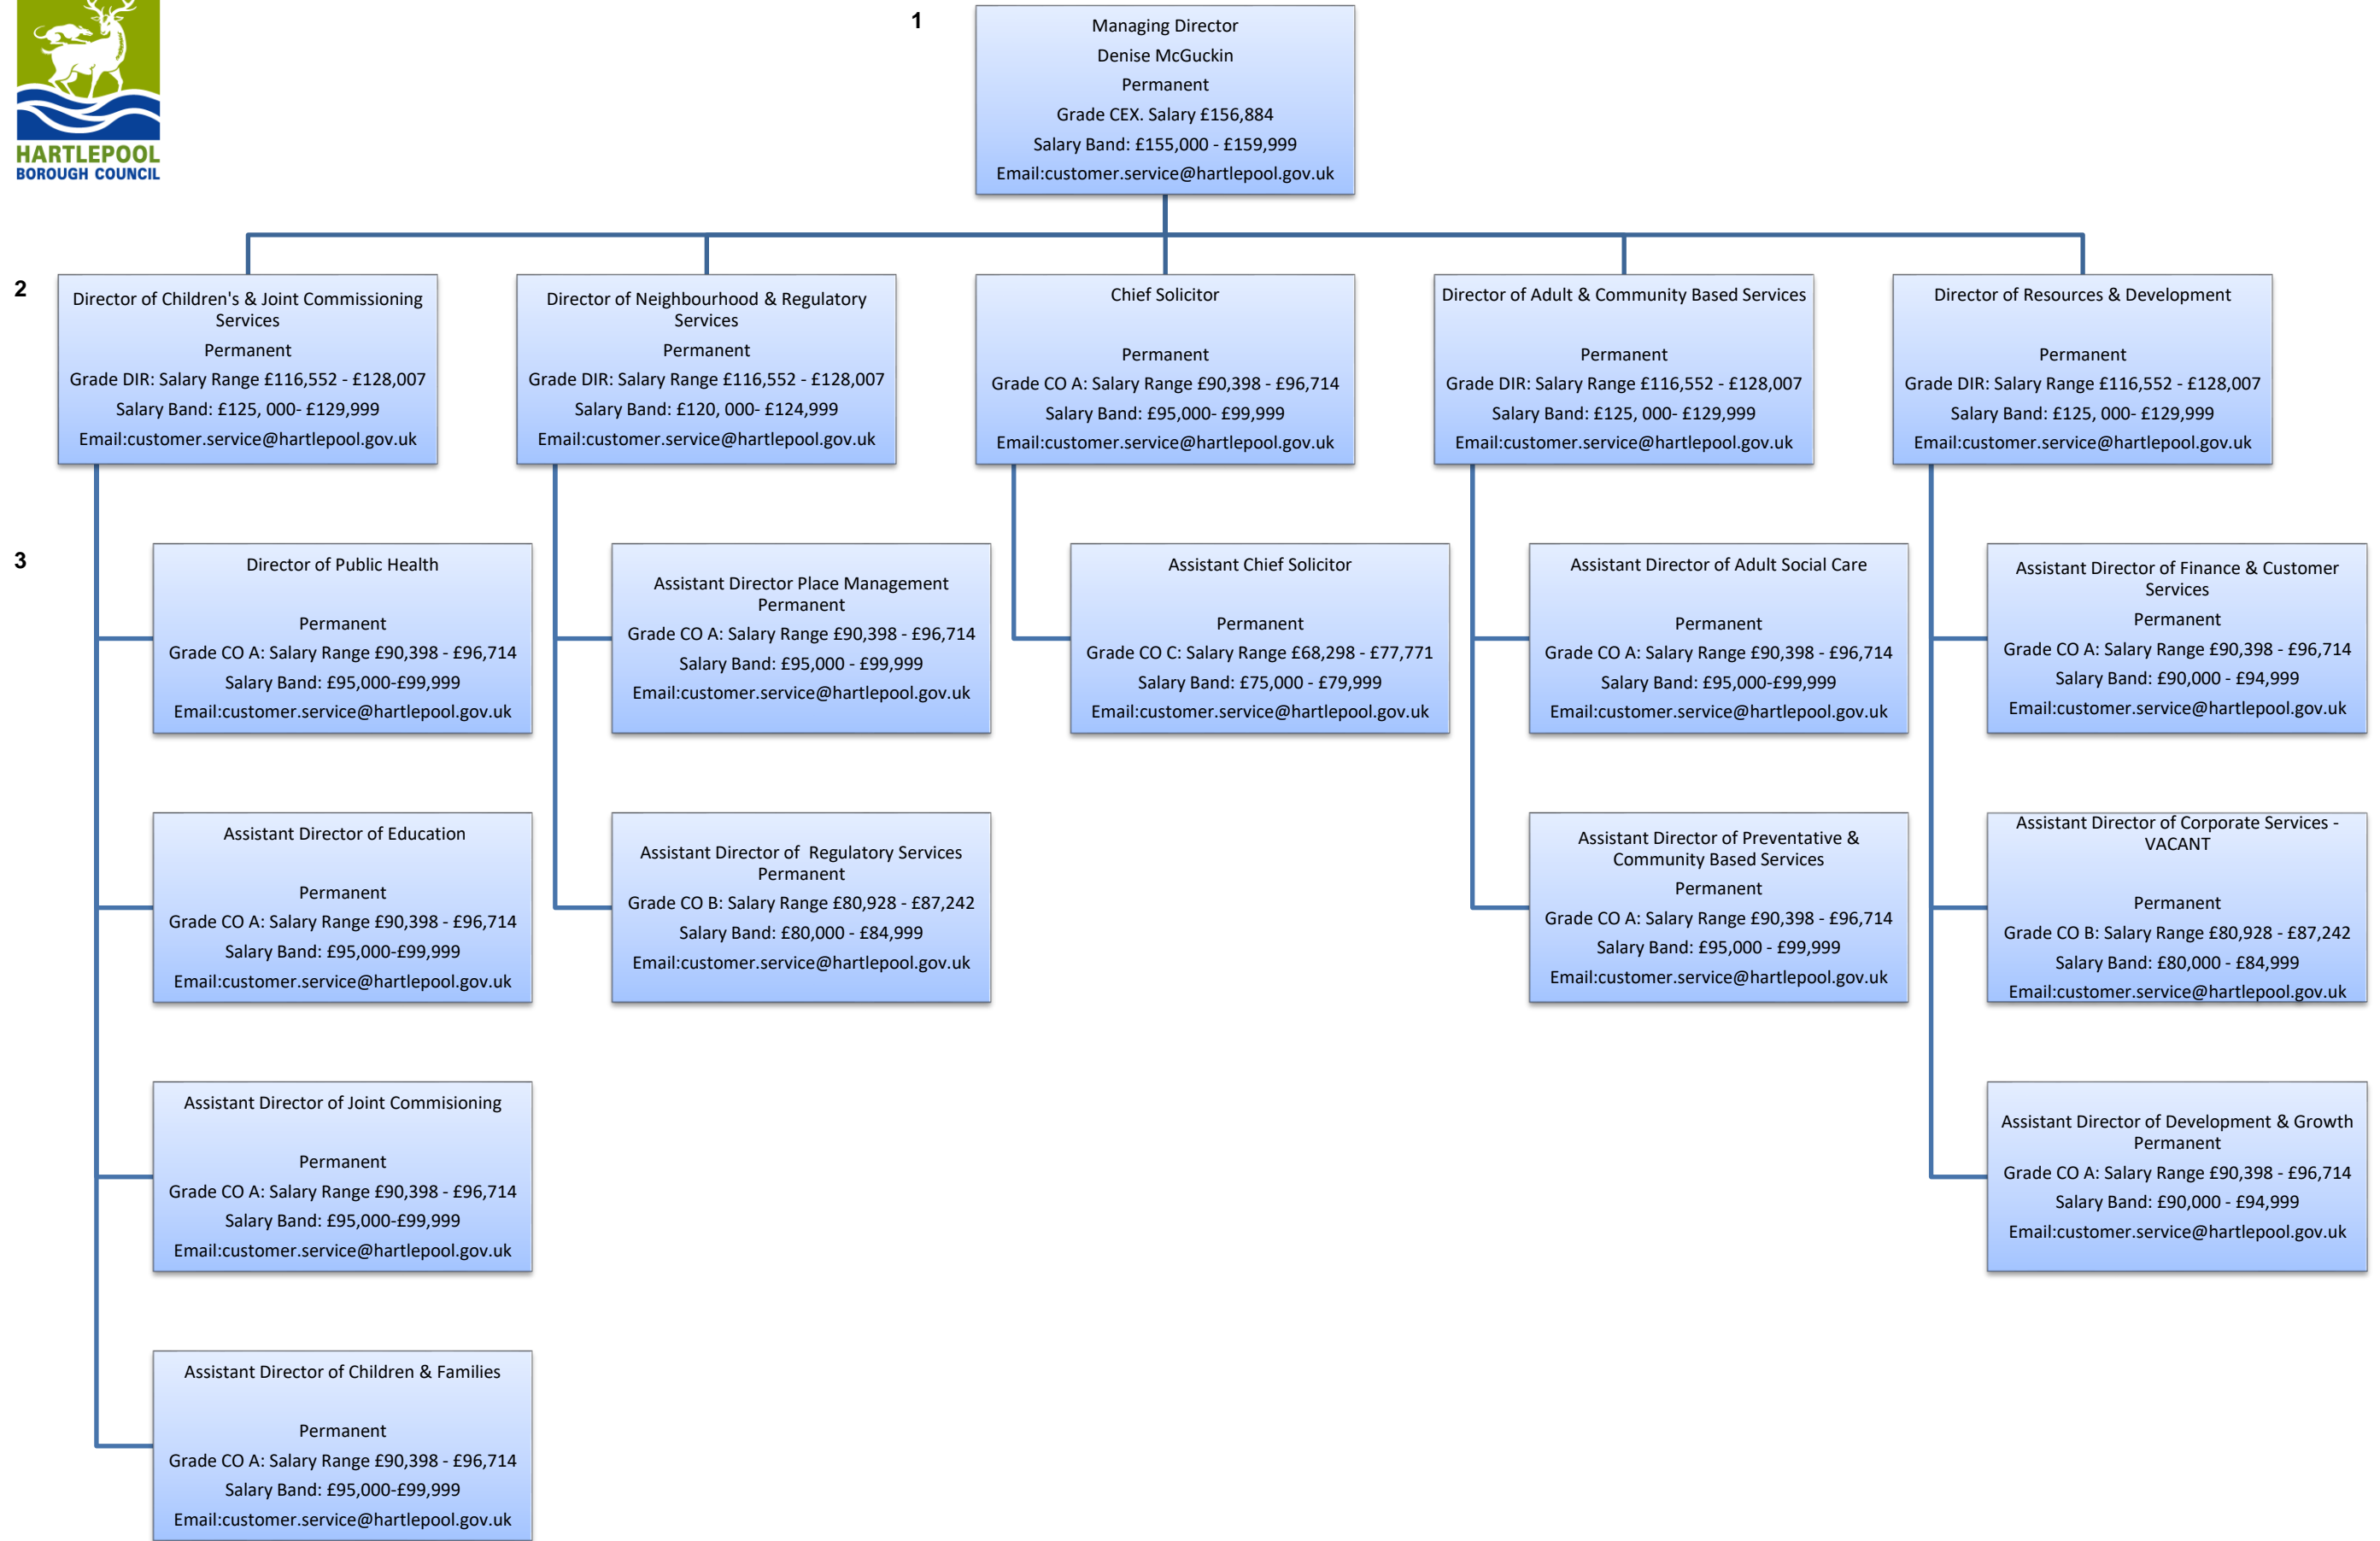 HARTLEPOOL
BOROUGH COUNCIL
1
Managing Director
Denise McGuckin
Permanent
Grade CEX. Salary £156,884
Salary Band: £155,000 - £159,999
Email:customer.service@hartlepool.gov.uk
2
Director of Children's & Joint Commissioning
Services
Permanent
Grade DIR: Salary Range £116,552 - £128,007
Salary Band: £125, 000- £129,999
Email:customer.service@hartlepool.gov.uk
Director of Neighbourhood & Regulatory
Services
Permanent
Grade DIR: Salary Range £116,552 - £128,007
Salary Band: £120, 000- £124,999
Email:customer.service@hartlepool.gov.uk
Chief Solicitor
Permanent
Grade CO A: Salary Range £90,398 - £96,714
Salary Band: £95,000- £99,999
Email:customer.service@hartlepool.gov.uk
Director of Adult & Community Based Services
Permanent
Grade DIR: Salary Range £116,552 - £128,007
Salary Band: £125, 000- £129,999
Email:customer.service@hartlepool.gov.uk
Director of Resources & Development
Permanent
Grade DIR: Salary Range £116,552 - £128,007
Salary Band: £125, 000- £129,999
Email:customer.service@hartlepool.gov.uk
3
Director of Public Health
Permanent
Grade CO A: Salary Range £90,398 - £96,714
Salary Band: £95,000-£99,999
Email:customer.service@hartlepool.gov.uk
Assistant Director Place Management
Permanent
Grade CO A: Salary Range £90,398 - £96,714
Salary Band: £95,000 - £99,999
Email:customer.service@hartlepool.gov.uk
Assistant Chief Solicitor
Permanent
Grade CO C: Salary Range £68,298 - £77,771
Salary Band: £75,000 - £79,999
Email:customer.service@hartlepool.gov.uk
Assistant Director of Adult Social Care
Permanent
Grade CO A: Salary Range £90,398 - £96,714
Salary Band: £95,000-£99,999
Email:customer.service@hartlepool.gov.uk
Assistant Director of Finance & Customer
Services
Permanent
Grade CO A: Salary Range £90,398 - £96,714
Salary Band: £90,000 - £94,999
Email:customer.service@hartlepool.gov.uk
Assistant Director of Education
Permanent
Grade CO A: Salary Range £90,398 - £96,714
Salary Band: £95,000-£99,999
Email:customer.service@hartlepool.gov.uk
Assistant Director of  Regulatory Services
Permanent
Grade CO B: Salary Range £80,928 - £87,242
Salary Band: £80,000 - £84,999
Email:customer.service@hartlepool.gov.uk
Assistant Director of Preventative &
Community Based Services
Permanent
Grade CO A: Salary Range £90,398 - £96,714
Salary Band: £95,000 - £99,999
Email:customer.service@hartlepool.gov.uk
Assistant Director of Corporate Services -
VACANT
Permanent
Grade CO B: Salary Range £80,928 - £87,242
Salary Band: £80,000 - £84,999
Email:customer.service@hartlepool.gov.uk
Assistant Director of Joint Commisioning
Permanent
Grade CO A: Salary Range £90,398 - £96,714
Salary Band: £95,000-£99,999
Email:customer.service@hartlepool.gov.uk
Assistant Director of Development & Growth
Permanent
Grade CO A: Salary Range £90,398 - £96,714
Salary Band: £90,000 - £94,999
Email:customer.service@hartlepool.gov.uk
Assistant Director of Children & Families
Permanent
Grade CO A: Salary Range £90,398 - £96,714
Salary Band: £95,000-£99,999
Email:customer.service@hartlepool.gov.uk